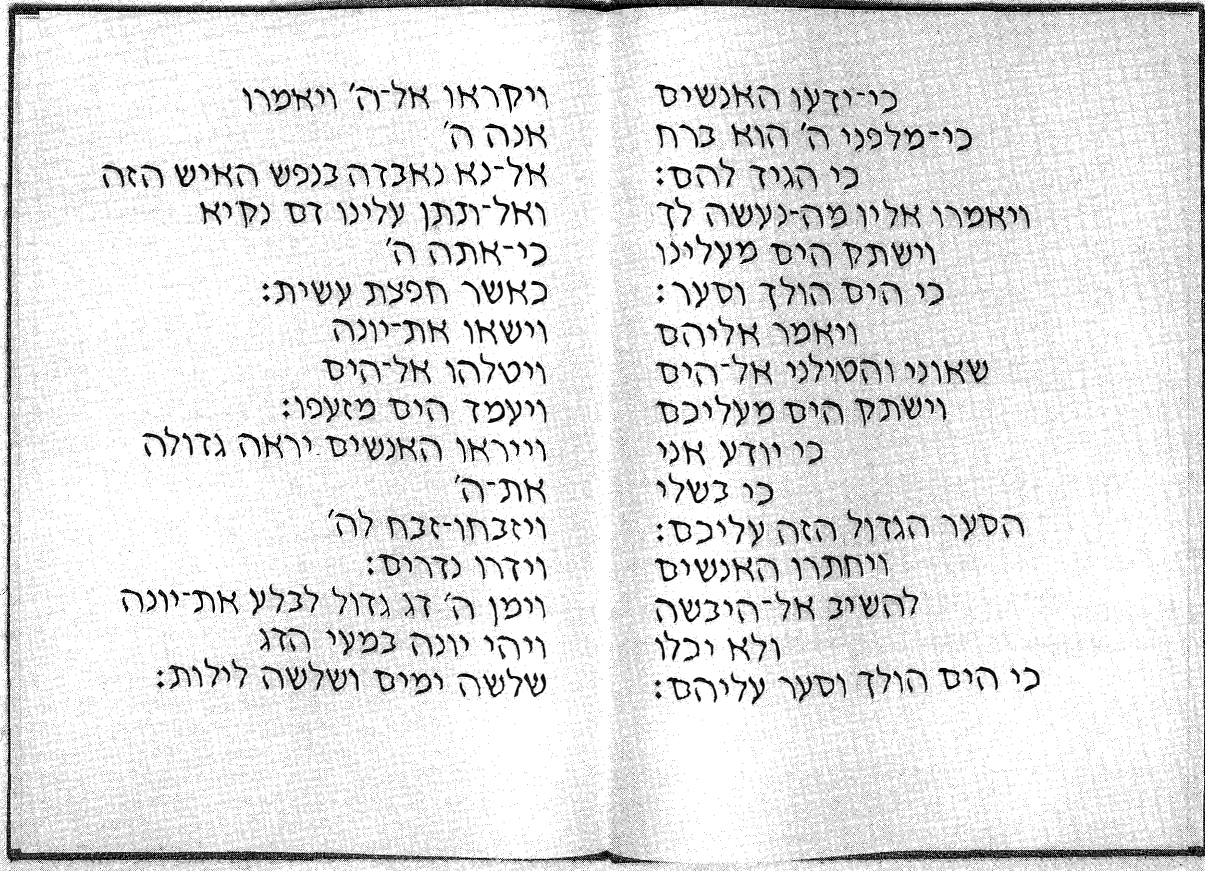 כי-ידעו האנשים
כי-מלפני ה' הוא ברח
כי הגיד להם:
ויאמרו אליו מה-נעשה לך
וישתק הים מעלינו
כי הים הולך וסער:
ויאמר אליהם
שאוני והטילני אל-הים
וישתק הים מעליכם
כי יודע אני
כי בשלי
הסער הגדול הזה עליכם:
ויחתרו האנשים
להשיב אל-היבשה
ולא יכלו
כי הים הולך וסער עליהם:
ויקראו אל-ה' ויאמרו
אנה ה'
אל-נא נאבדה בנפש האיש הזה
ואל-תתן עלינו דם נקיא
כי-אתה ה'
כאשר חפצת עשית:
וישאו את-יונה
ויטלהו אל-הים
ויעמד הים מזעפו:
וייראו האנשים יראה גדולה
את-ה'
ויזבחו-זבח לה'
וידרו נדרים:
וימן ה' דג גדול לבלע את-יונה
ויהי יונה במעי הדג
שלשה ימים ושלשה לילות: